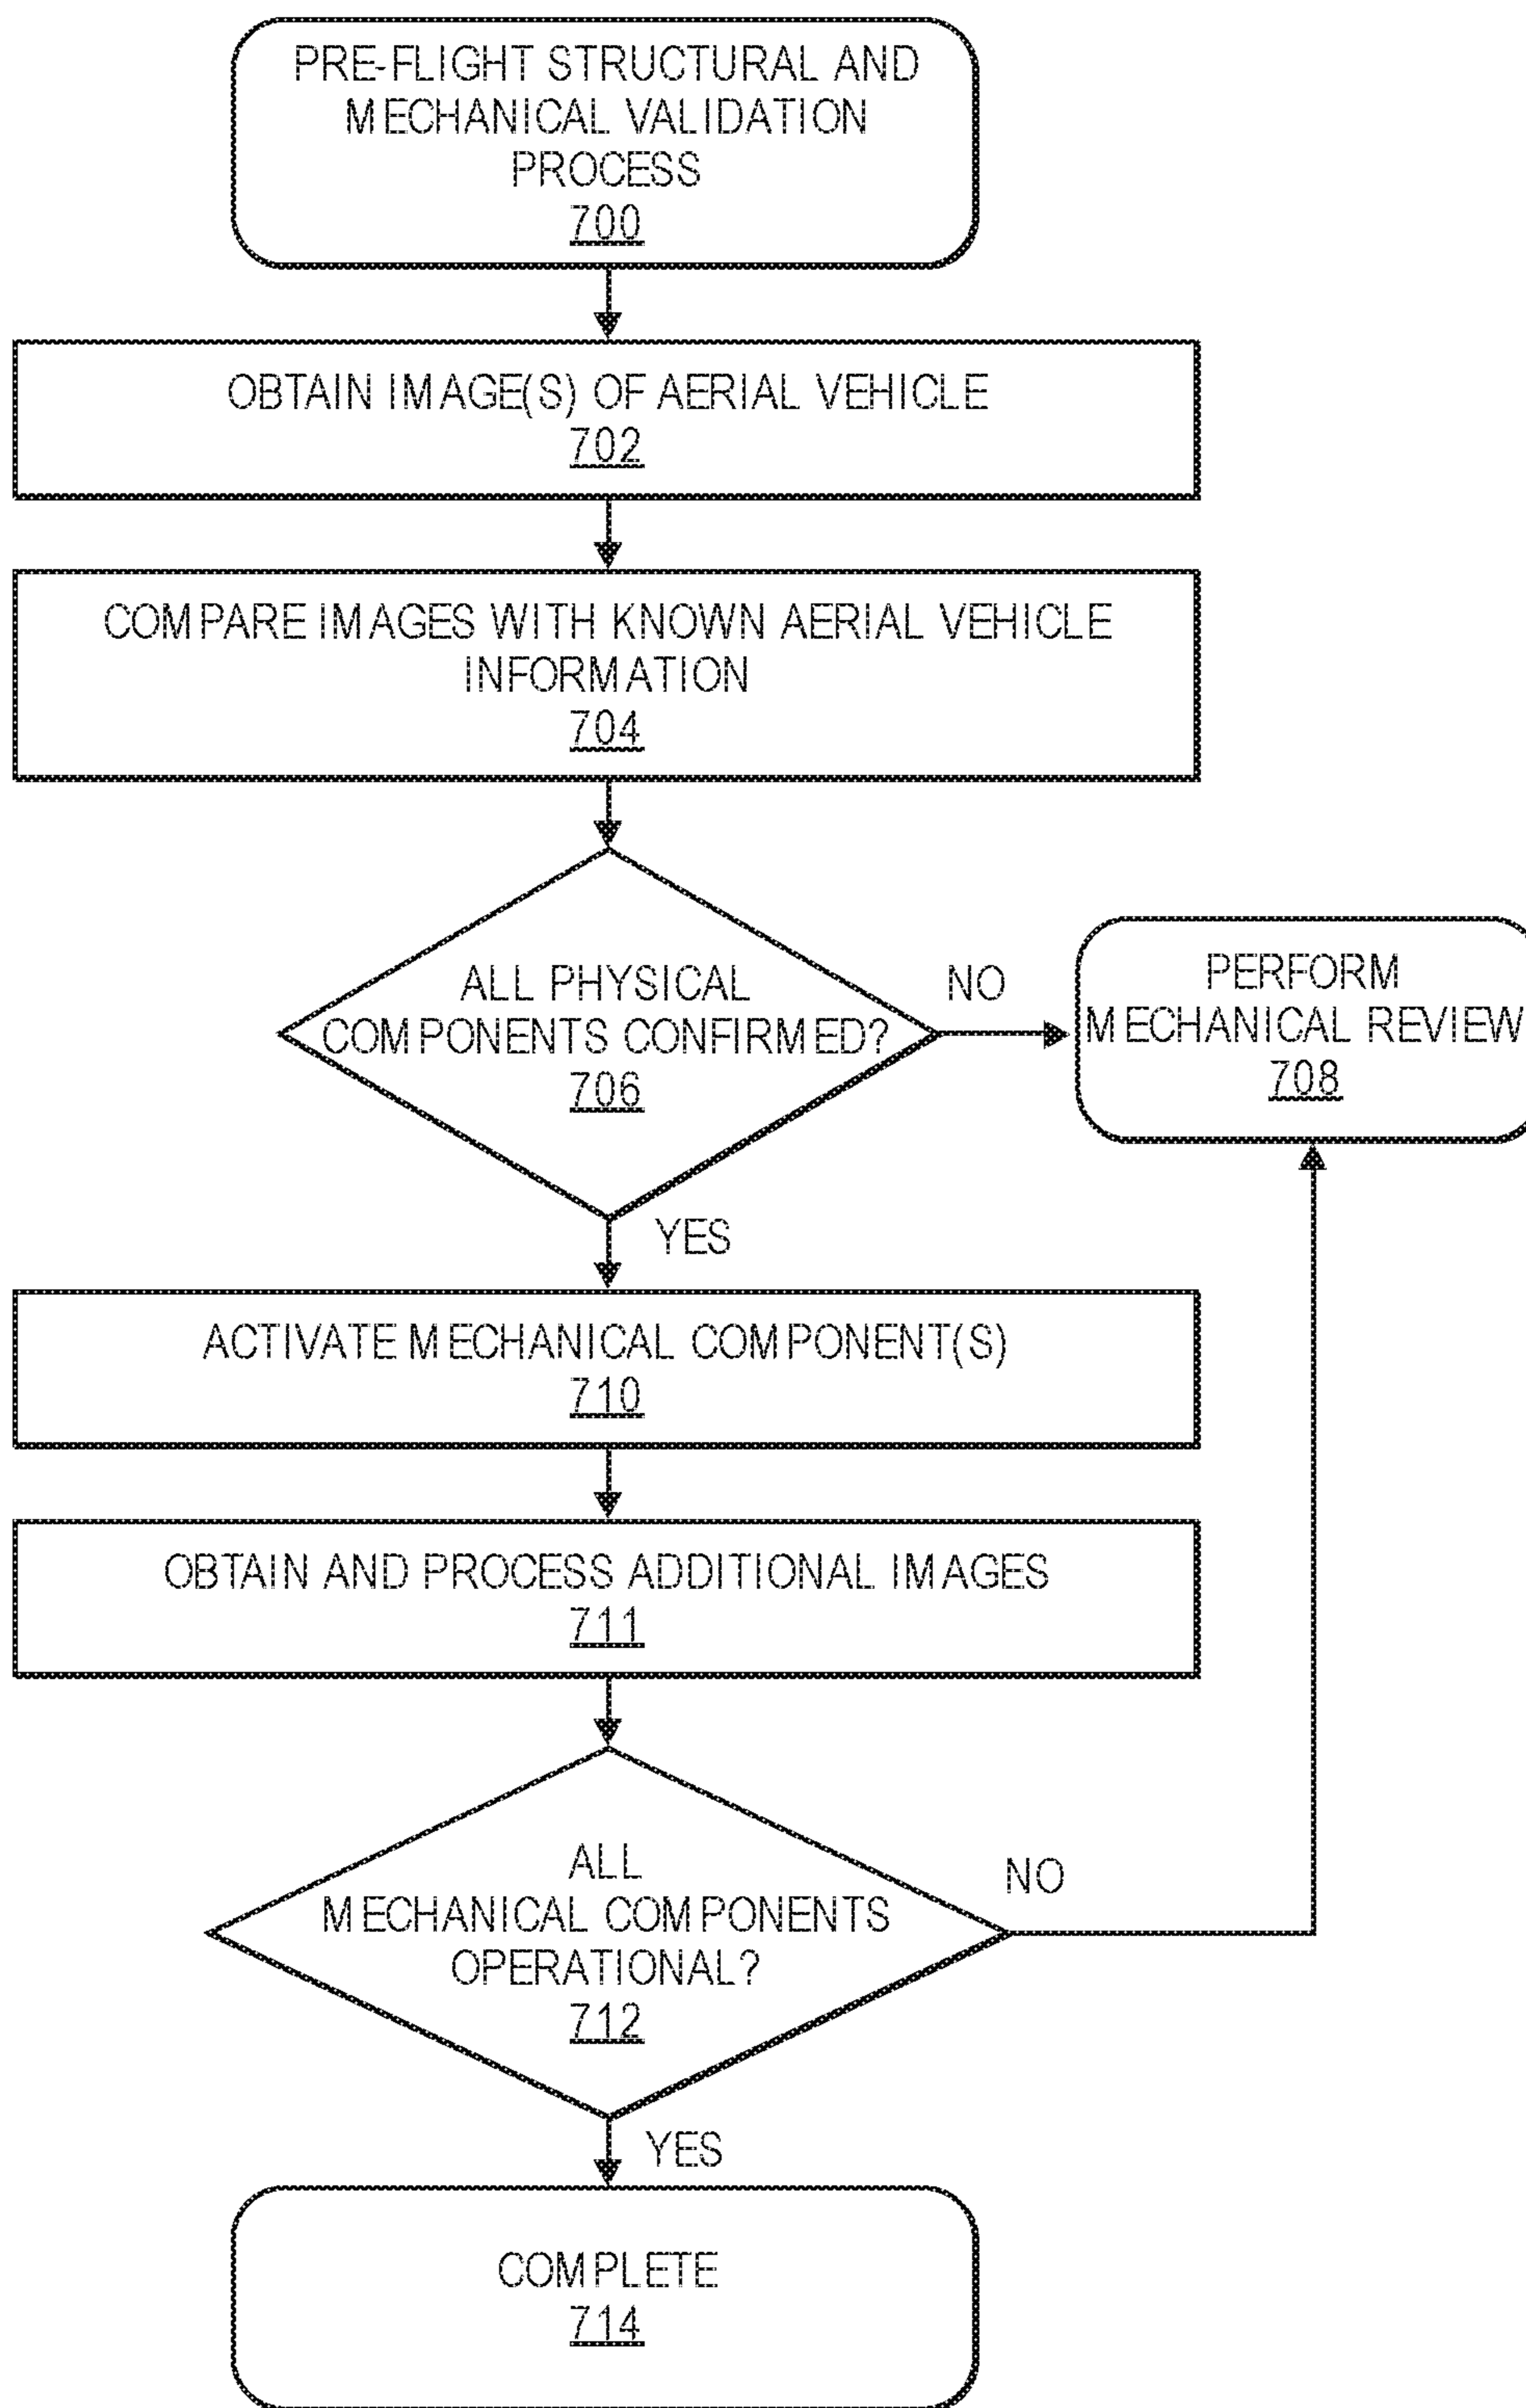 PRE-FLIGHT STRUCTURAL AND
MECHANICAL VALIDATION
PROCESS
700
OBTAIN IMAGE(S) OF AERIAL VEHICLE
702
COMPARE IMAGES WITH KNOWN AERIAL VEHICLE
INFORMATION
704
ALL PHYSICAL
COMPONENTS CONFIRMED?
706
NO
PERFORM
MECHANICAL REVIEW
708
YES
ACTIVATE MECHANICAL COMPONENT(S)
710
OBTAIN AND PROCESS ADDITIONAL IMAGES
711
ALL
MECHANICAL COMPONENTS
OPERATIONAL?
712
NO
YES
COMPLETE
714